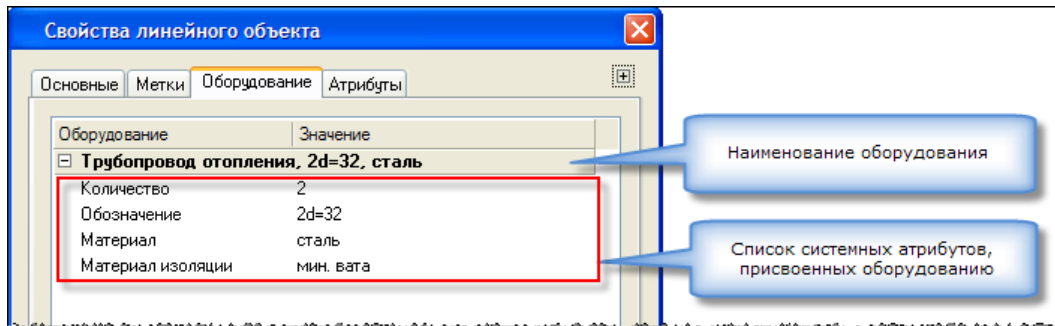 Свойства линейного объекта
Основные Метки Оборудование Атрибуты
Оборудование Значение
Трубопровод отопления, 2d=32, сталь
Количество 2
Обозначение 2d=32
Материал сталь
Материал изоляции мин. вата
Наименование оборудования
Список системных атрибутов,
присвоенных оборудованию